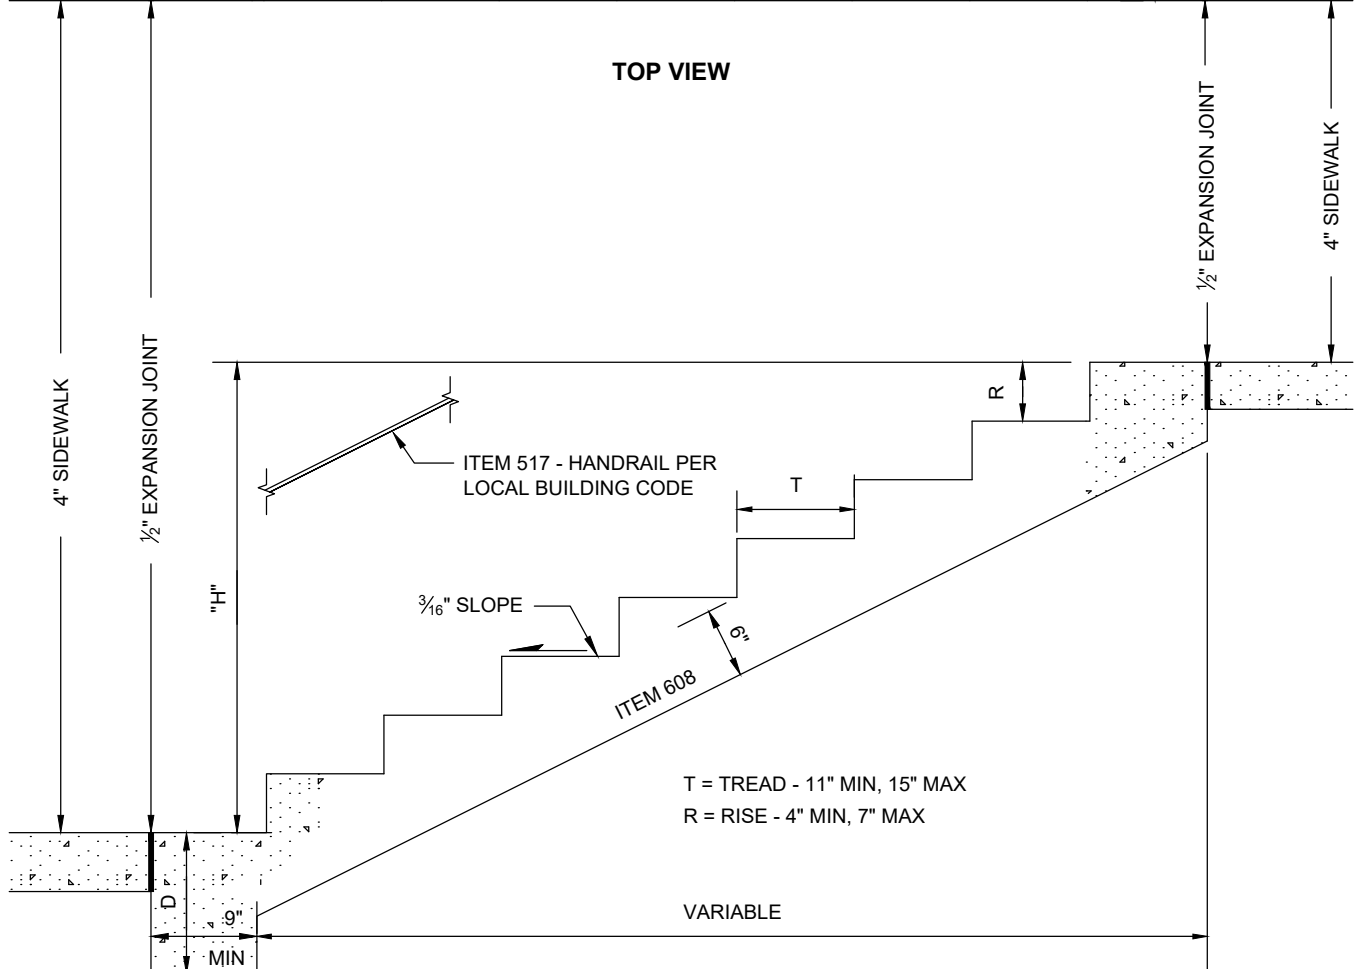 TOP VIEW
4" SIDEWALK
½" EXPANSION JOINT
½" EXPANSION JOINT
4" SIDEWALK
R
ITEM 517 - HANDRAIL PER
LOCAL BUILDING CODE
T
"H"
3/16" SLOPE
6"
ITEM 608
T = TREAD - 11" MIN, 15" MAX
R = RISE - 4" MIN, 7" MAX
D
9"
MIN
VARIABLE